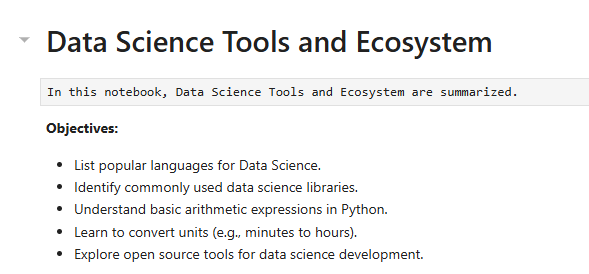 Data Science Tools and Ecosystem
In this notebook, Data Science Tools and Ecosystem are summarized.
Objectives:
• List popular languages for Data Science.
• Identify commonly used data science libraries.
• Understand basic arithmetic expressions in Python.
• Learn to convert units (e.g., minutes to hours).
• Explore open source tools for data science development.